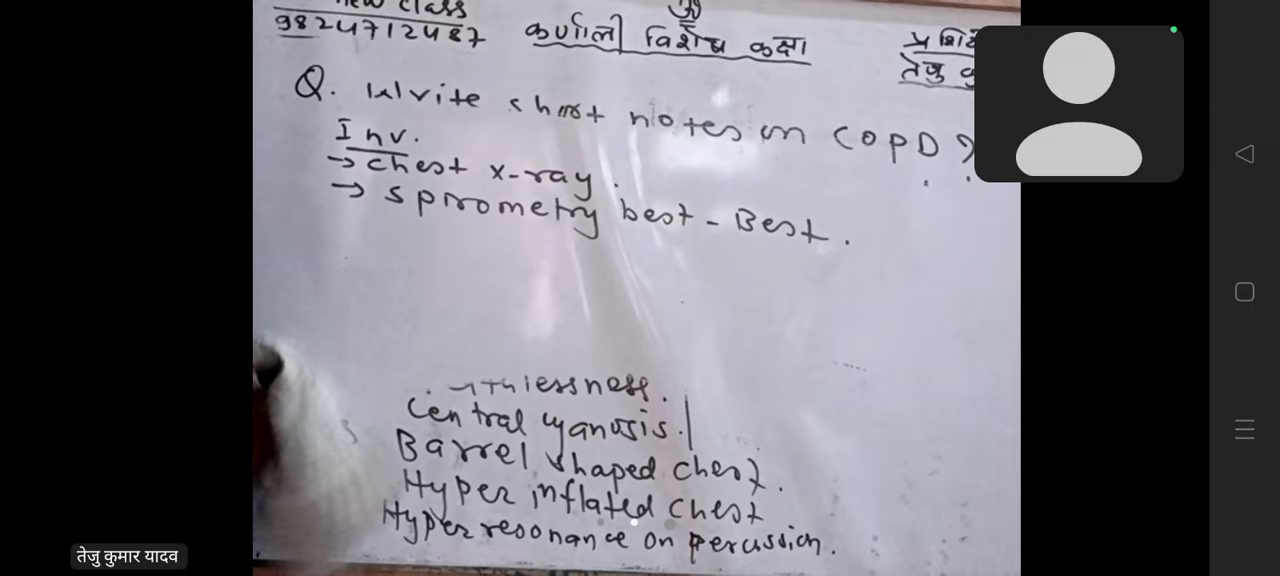 new class
9824712487
कर्णाली विशेष कक्षा
Q. Write short notes on COPD ?
Inv.
→ chest x-ray.
→ spirometry best - Best.
Central cyanosis.
Barrel shaped chest.
Hyper inflated chest
Hyper resonance on percussion.
तेजु कुमार यादव